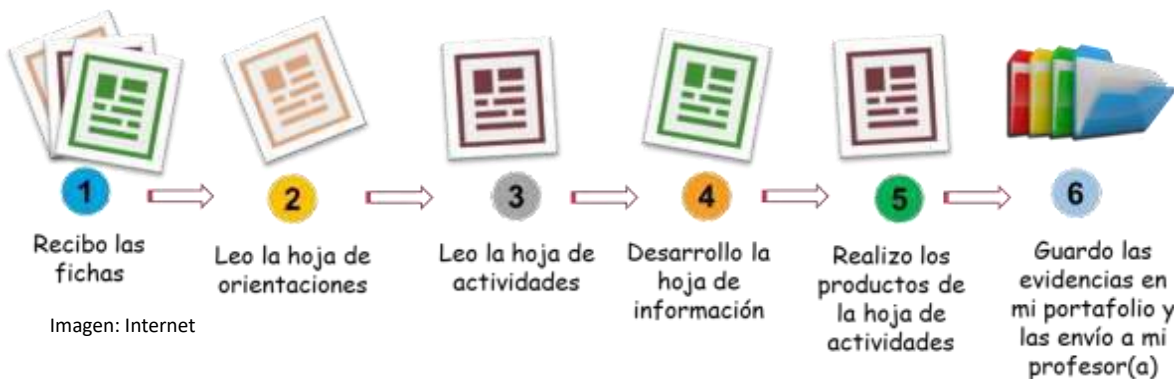 1
2
3
4
5
6
Recibo las
fichas
Leo la hoja de
orientaciones
Leo la hoja de
actividades
Desarrollo la
hoja de
información
Realizo los
productos de
la hoja de
actividades
Guardo las
evidencias en
mi portafolio y
las envío a mi
profesor(a)
Imagen: Internet